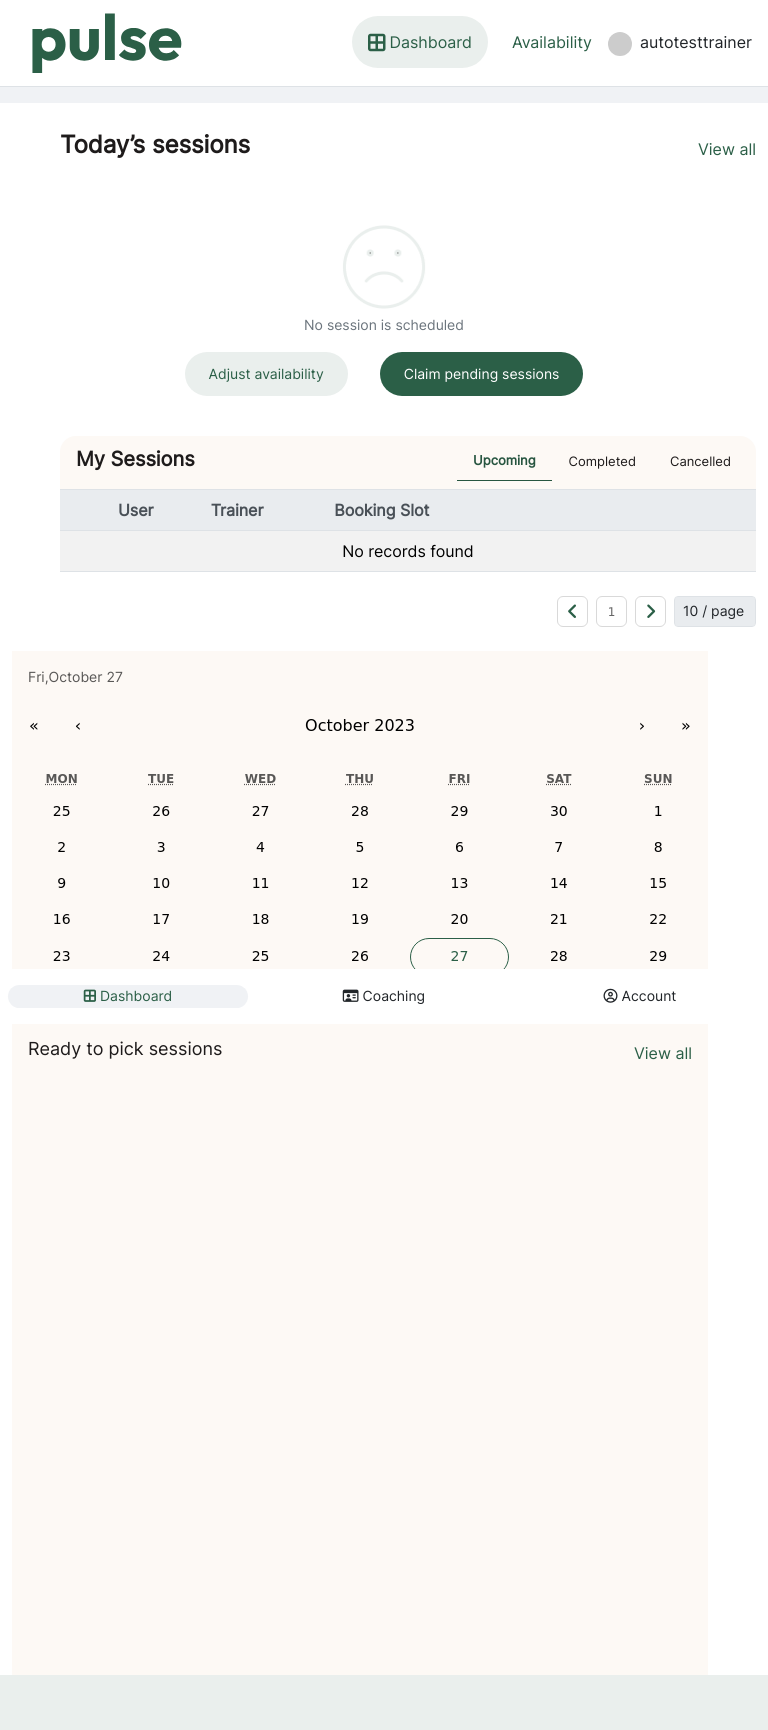 pulse
Dashboard Availability autotesttrainer
Today’s sessions
View all
No session is scheduled
Adjust availability Claim pending sessions
My Sessions Upcoming Completed Cancelled
User Trainer Booking Slot
No records found
1 10 / page
Fri,October 27
« ‹ October 2023 › »
MON TUE WED THU FRI SAT SUN
25 26 27 28 29 30 1
2 3 4 5 6 7 8
9 10 11 12 13 14 15
16 17 18 19 20 21 22
23 24 25 26 27 28 29
Dashboard Coaching Account
Ready to pick sessions
View all